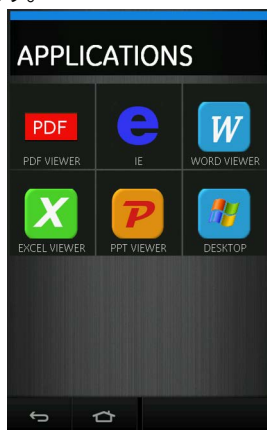 APPLICATIONS
PDF
e
W
PDF VIEWER
IE
WORD VIEWER
X
P
EXCEL VIEWER
PPT VIEWER
DESKTOP